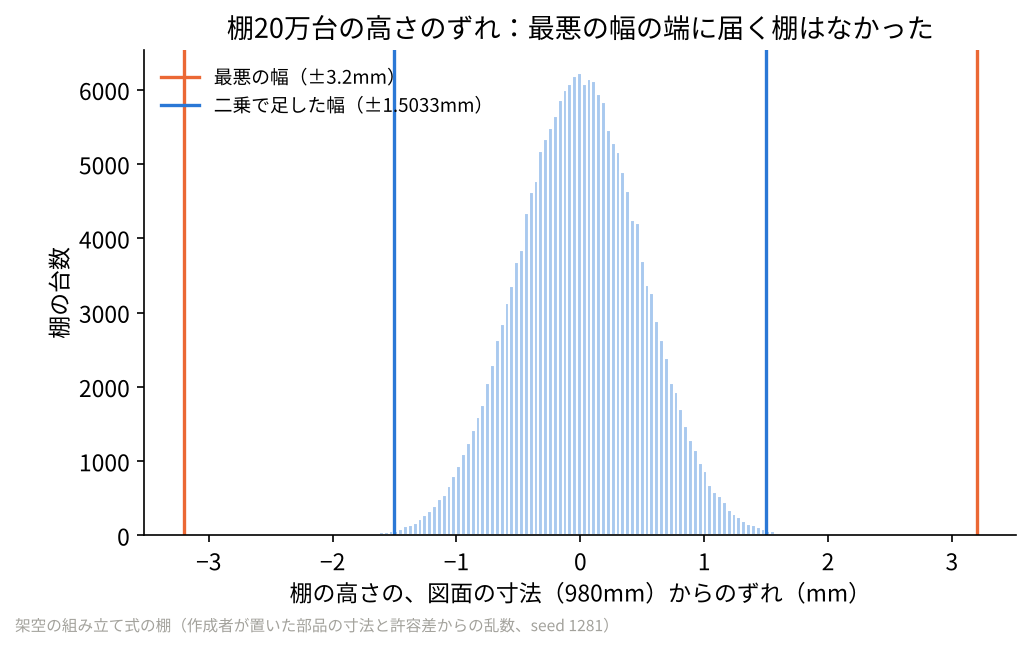 棚20万台の高さのずれ：最悪の幅の端に届く棚はなかった
最悪の幅（±3.2mm）
二乗で足した幅（±1.5033mm）
棚の台数
6000
5000
4000
3000
2000
1000
0
−3
−2
−1
0
1
2
3
棚の高さの、図面の寸法（980mm）からのずれ（mm）
架空の組み立て式の棚（作成者が置いた部品の寸法と許容差からの乱数、seed 1281）